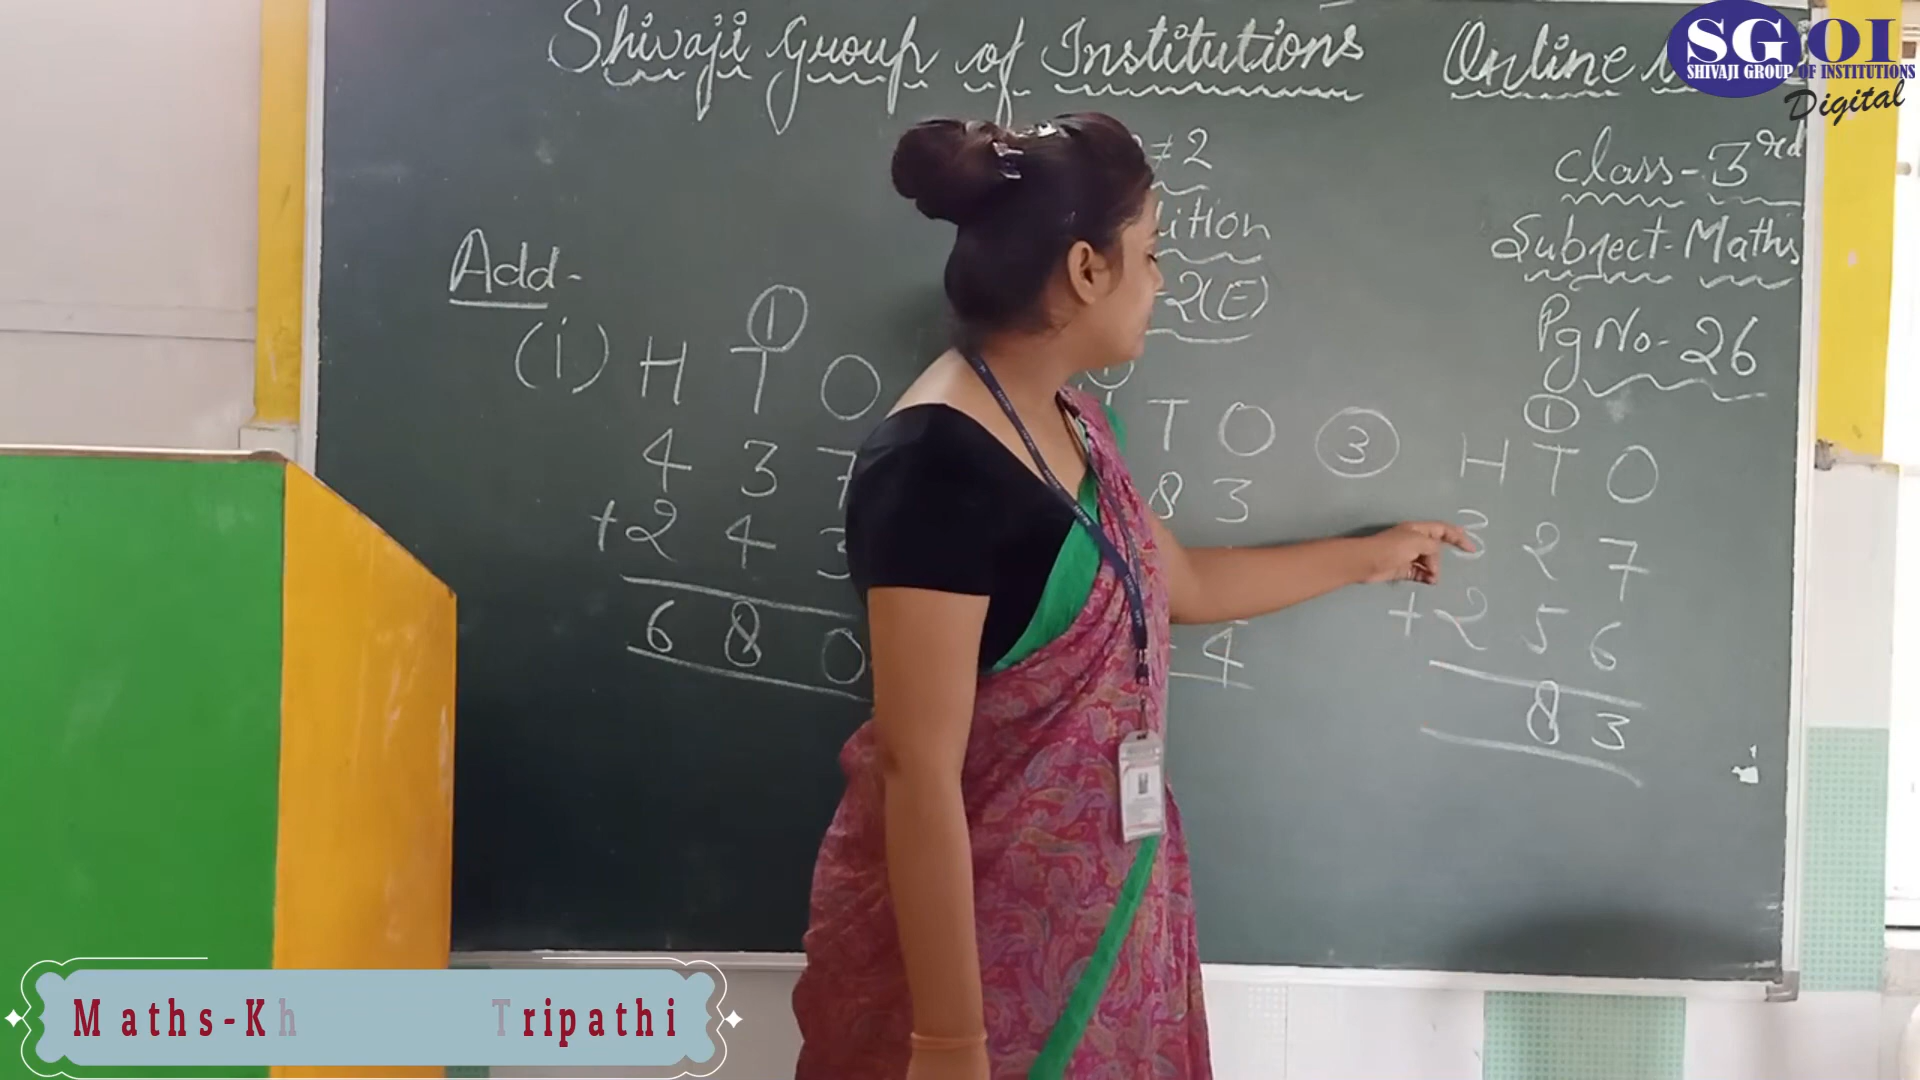 Shivaji Group of Institutions Online
SGOI
SHIVAJI GROUP OF INSTITUTIONS
Digital
2
Class-3rd
Subject-Maths
2(E)
Pg No-26
Add-
(i) H T O
4 3 7
+2 4 3
6 8 0
T O
8 3
4
3 H T O
3 2 7
+2 5 6
8 3
Maths-Kh Tripathi